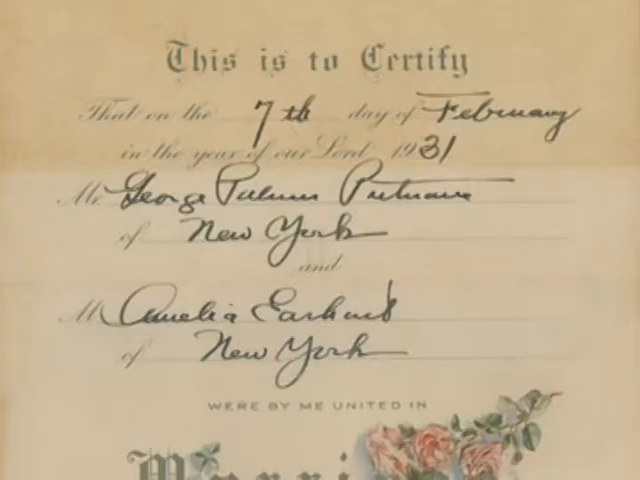 This is to Certify
That on the 7th day of February
in the year of our Lord 1931
Mr. George Palmer Putnam
of New York
and
M Amelia Earhart
of New York
WERE BY ME UNITED IN
Marriage